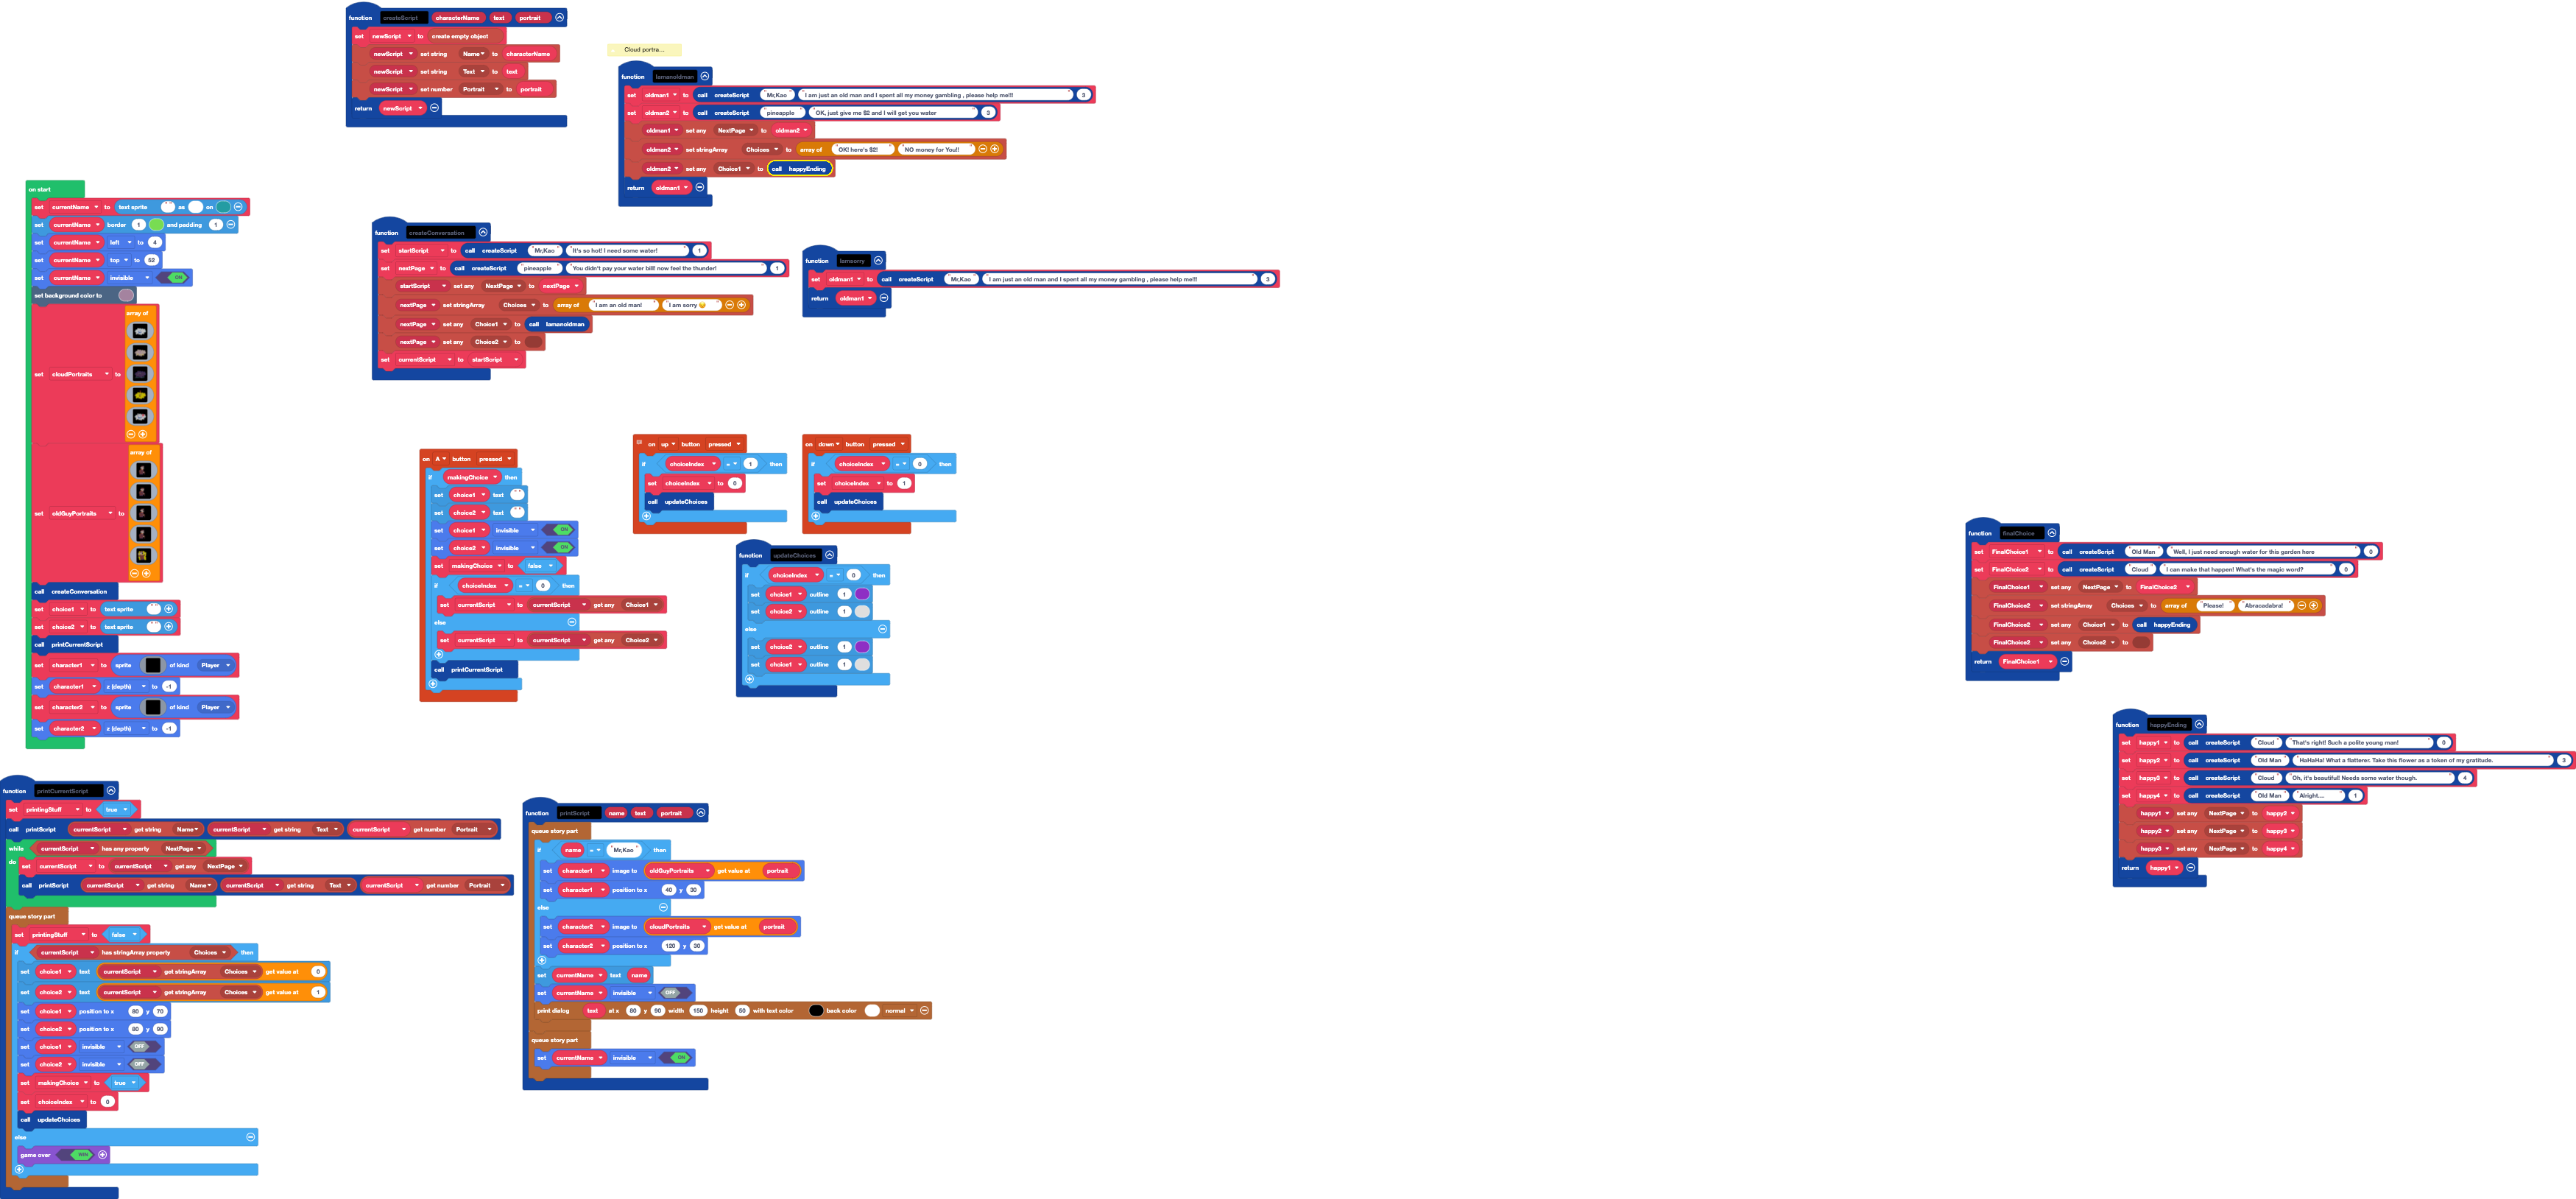 function createScript characterName text portrait
set newScript to create empty object
newScript set string Name to characterName
newScript set string Text to text
newScript set number Portrait to portrait
return newScript
Cloud portra...
function Iamanoldman
set oldman1 to call createScript "Mr,Kao" "I am just an old man and I spent all my money gambling , please help me!!!" 3
set oldman2 to call createScript "pineapple" "OK, just give me $2 and I will get you water" 3
oldman1 set any NextPage to oldman2
oldman2 set stringArray Choices to array of "OK! here's $2!" "NO money for You!!"
oldman2 set any Choice1 to call happyEnding
return oldman1
on start
set currentName to text sprite " " as on
set currentName border 1 and padding 1
set currentName left to 4
set currentName top to 52
set currentName invisible ON
set background color to
set cloudPortraits to array of
set oldGuyPortraits to array of
call createConversation
set choice1 to text sprite " "
set choice2 to text sprite " "
call printCurrentScript
set character1 to sprite of kind Player
set character1 z (depth) to -1
set character2 to sprite of kind Player
set character2 z (depth) to -1
function createConversation
set startScript to call createScript "Mr,Kao" "It's so hot! I need some water!" 1
set nextPage to call createScript "pineapple" "You didn't pay your water bill! now feel the thunder!" 1
startScript set any NextPage to nextPage
nextPage set stringArray Choices to array of "I am an old man!" "I am sorry 😔"
nextPage set any Choice1 to call Iamanoldman
nextPage set any Choice2 to
set currentScript to startScript
function Iamsorry
set oldman1 to call createScript "Mr,Kao" "I am just an old man and I spent all my money gambling , please help me!!!" 3
return oldman1
on A button pressed
if makingChoice then
set choice1 text " "
set choice2 text " "
set choice1 invisible ON
set choice2 invisible ON
set makingChoice to false
if choiceIndex = 0 then
set currentScript to currentScript get any Choice1
else
set currentScript to currentScript get any Choice2
call printCurrentScript
on up button pressed
if choiceIndex = 1 then
set choiceIndex to 0
call updateChoices
on down button pressed
if choiceIndex = 0 then
set choiceIndex to 1
call updateChoices
function updateChoices
if choiceIndex = 0 then
set choice1 outline 1
set choice2 outline 1
else
set choice2 outline 1
set choice1 outline 1
function finalChoice
set FinalChoice1 to call createScript "Old Man" "Well, I just need enough water for this garden here" 0
set FinalChoice2 to call createScript "Cloud" "I can make that happen! What's the magic word?" 0
FinalChoice1 set any NextPage to FinalChoice2
FinalChoice2 set stringArray Choices to array of "Please!" "Abracadabra!"
FinalChoice2 set any Choice1 to call happyEnding
FinalChoice2 set any Choice2 to
return FinalChoice1
function happyEnding
set happy1 to call createScript "Cloud" "That's right! Such a polite young man!" 0
set happy2 to call createScript "Old Man" "HaHaHa! What a flatterer. Take this flower as a token of my gratitude." 3
set happy3 to call createScript "Cloud" "Oh, it's beautiful! Needs some water though." 4
set happy4 to call createScript "Old Man" "Alright...." 1
happy1 set any NextPage to happy2
happy2 set any NextPage to happy3
happy3 set any NextPage to happy4
return happy1
function printCurrentScript
set printingStuff to true
call printScript currentScript get string Name currentScript get string Text currentScript get number Portrait
while currentScript has any property NextPage
do set currentScript to currentScript get any NextPage
call printScript currentScript get string Name currentScript get string Text currentScript get number Portrait
queue story part
set printingStuff to false
if currentScript has stringArray property Choices then
set choice1 text currentScript get stringArray Choices get value at 0
set choice2 text currentScript get stringArray Choices get value at 1
set choice1 position to x 80 y 70
set choice2 position to x 80 y 90
set choice1 invisible OFF
set choice2 invisible OFF
set makingChoice to true
set choiceIndex to 0
call updateChoices
else
game over WIN
function printScript name text portrait
queue story part
if name = "Mr,Kao" then
set character1 image to oldGuyPortraits get value at portrait
set character1 position to x 40 y 30
else
set character2 image to cloudPortraits get value at portrait
set character2 position to x 120 y 30
set currentName text name
set currentName invisible OFF
print dialog text at x 80 y 90 width 150 height 50 with text color back color normal
queue story part
set currentName invisible ON